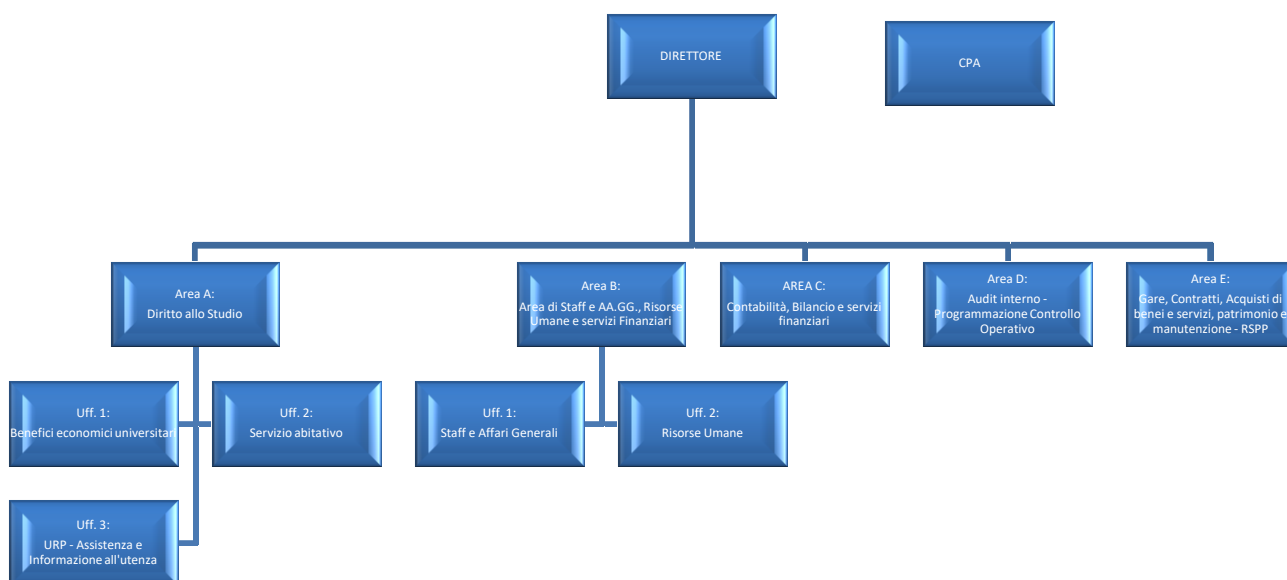 DIRETTORE
CPA
Area A:
Diritto allo Studio
Area B:
Area di Staff e AA.GG., Risorse
Umane e servizi Finanziari
AREA C:
Contabilità, Bilancio e servizi
finanziari
Area D:
Audit interno -
Programmazione Controllo
Operativo
Area E:
Gare, Contratti, Acquisti di
benei e servizi, patrimonio e
manutenzione - RSPP
Uff. 1:
Benefici economici universitari
Uff. 2:
Servizio abitativo
Uff. 1:
Staff e Affari Generali
Uff. 2:
Risorse Umane
Uff. 3:
URP - Assistenza e
Informazione all'utenza